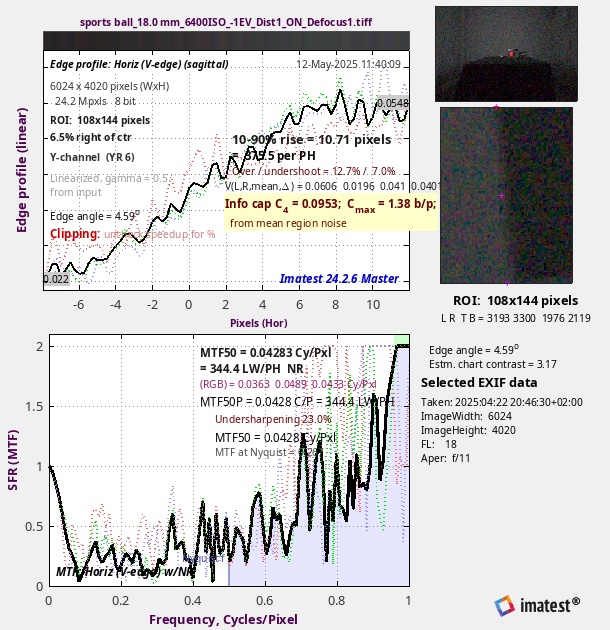 sports ball_18.0 mm_6400ISO_-1EV_Dist1_ON_Defocus1.tiff
Edge profile: Horiz (V-edge) (sagittal)
12-May-2025 11:40:09
6024 x 4020 pixels (WxH)
24.2 Mpxls 8 bit
0.0548
ROI: 108x144 pixels
6.5% right of ctr
10-90% rise = 10.71 pixels
Y-channel (YR 6)
= 375.5 per PH
Over / undershoot = 12.7% / 7.0%
Linearized, gamma = 0.5
from input
V(L,R,mean,Δ) = 0.0606 0.0196 0.041 0.0401
Info cap C4 = 0.0953; Cmax = 1.38 b/p;
Edge angle = 4.59°
from mean region noise
Clipping: uncheck speedup for %
0.022
Imatest 24.2.6 Master
Edge profile (linear)
-6 -4 -2 0 2 4 6 8 10
Pixels (Hor)
ROI: 108x144 pixels
L R T B = 3193 3300 1976 2119
Edge angle = 4.59°
Estm. chart contrast = 3.17
Selected EXIF data
Taken: 2025:04:22 20:46:30+02:00
ImageWidth: 6024
ImageHeight: 4020
FL: 18
Aper: f/11
MTF50 = 0.04283 Cy/Pxl
= 344.4 LW/PH NR
(RGB) = 0.0363 0.0489 0.0433 Cy/Pxl
MTF50P = 0.0428 C/P = 344.4 LW/PH
Undersharpening 23.0%
MTF50 = 0.0428 Cy/Pxl
MTF at Nyquist =
MTF: Horiz (V-edge) w/NR
SFR (MTF)
2
1.5
1
0.5
0
0 0.2 0.4 0.6 0.8 1
Frequency, Cycles/Pixel
imatest®